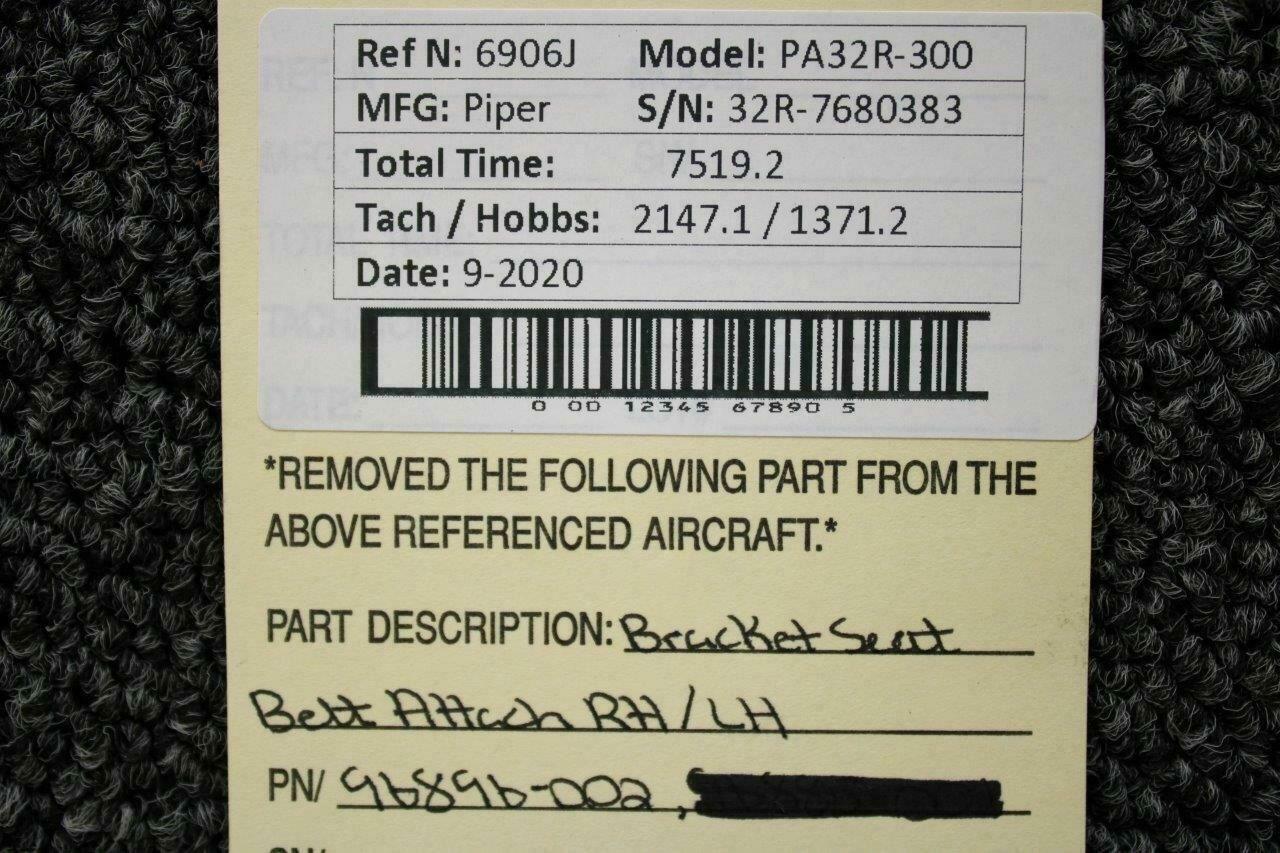 Ref N: 6906J Model: PA32R-300
MFG: Piper S/N: 32R-7680383
Total Time: 7519.2
Tach / Hobbs: 2147.1 / 1371.2
Date: 9-2020
0 00 12345 67890 5
*REMOVED THE FOLLOWING PART FROM THE
ABOVE REFERENCED AIRCRAFT.*
PART DESCRIPTION: Bracket Seat
Belt Attach RH/LH
PN/ 96896-002,